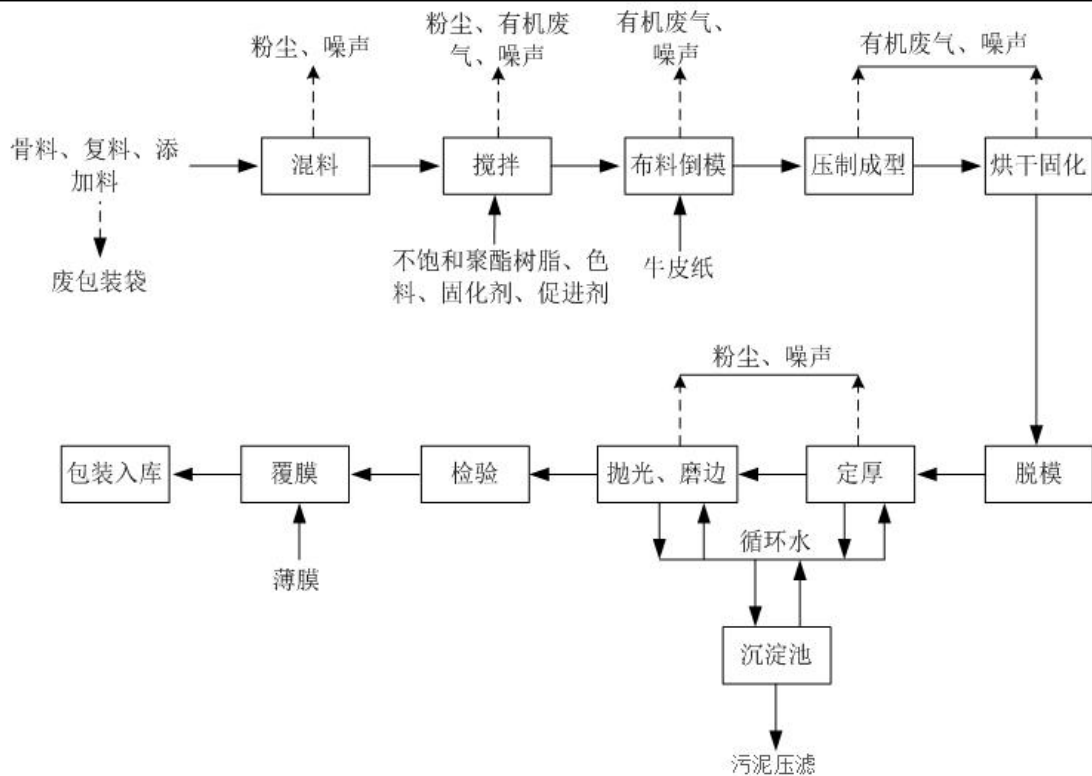 粉尘、噪声
粉尘、有机废
气、噪声
有机废气、
噪声
有机废气、噪声
骨料、复料、添
加料
混料
搅拌
布料倒模
压制成型
烘干固化
废包装袋
不饱和聚酯树脂、色
料、固化剂、促进剂
牛皮纸
粉尘、噪声
包装入库
覆膜
检验
抛光、磨边
定厚
脱模
循环水
薄膜
沉淀池
污泥压滤